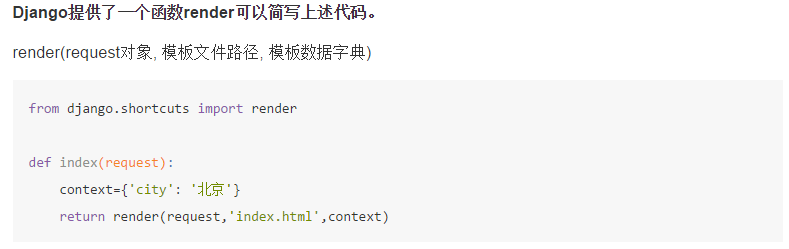 Django提供了一个函数render可以简写上述代码。
render(request对象, 模板文件路径, 模板数据字典)
from django.shortcuts import render
def index(request):
    context={'city': '北京'}
    return render(request,'index.html',context)